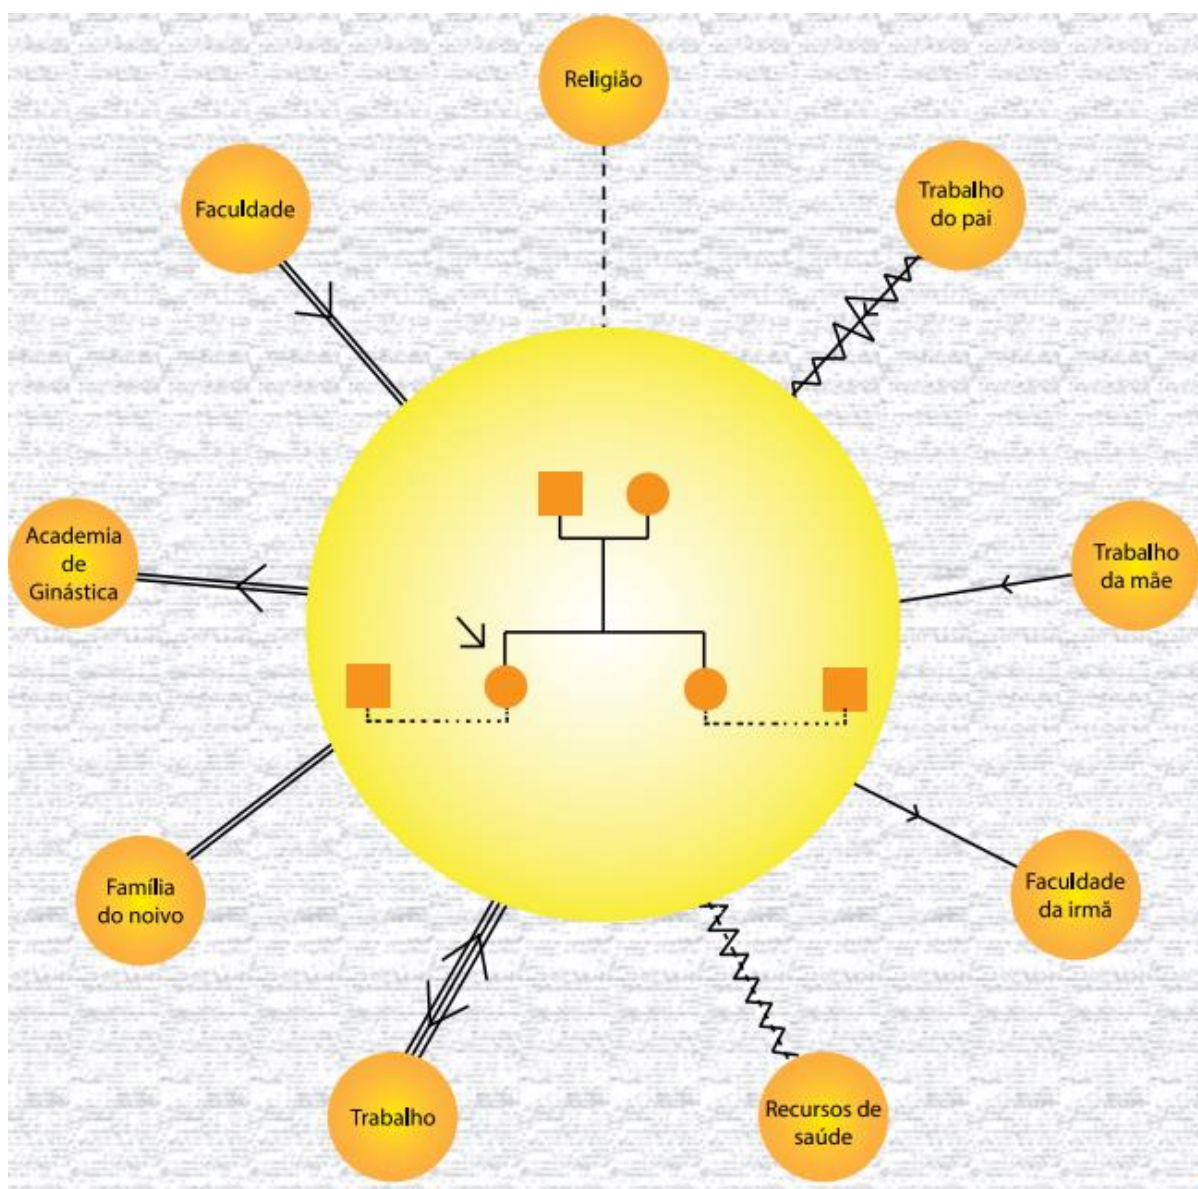 Religião
Trabalho
do pai
Faculdade
Academia
de
Ginástica
Trabalho
da mãe
Família
do noivo
Faculdade
da irmã
Trabalho
Recursos de
saúde